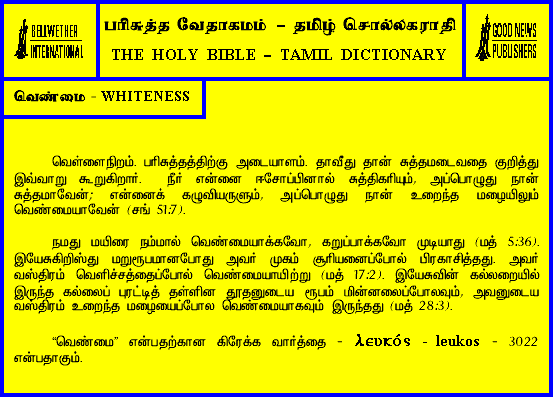 BELLWETHER
INTERNATIONAL
பரிசுத்த வேதாகமம் – தமிழ் சொல்லகராதி
THE HOLY BIBLE – TAMIL DICTIONARY
GOOD NEWS
PUBLISHERS
வெண்மை - WHITENESS
வெள்ளைநிறம். பரிசுத்தத்திற்கு அடையாளம். தாவீது தான் சுத்தமடைவதை குறித்து
இவ்வாறு கூறுகிறார். நீர் என்னை ஈசோப்பினால் சுத்திகரியும், அப்பொழுது நான்
சுத்தமாவேன்; என்னைக் கழுவியருளும், அப்பொழுது நான் உறைந்த மழையிலும்
வெண்மையாவேன் (சங் 51:7).
நமது மயிரை நம்மால் வெண்மையாக்கவோ, கறுப்பாக்கவோ முடியாது (மத் 5:36).
இயேசுகிறிஸ்து மறுரூபமானபோது அவர் முகம் சூரியனைப்போல் பிரகாசித்தது. அவர்
வஸ்திரம் வெளிச்சத்தைப்போல் வெண்மையாயிற்று (மத் 17:2). இயேசுவின் கல்லறையில்
இருந்த கல்லைப் புரட்டித் தள்ளின தூதனுடைய ரூபம் மின்னலைப்போலவும், அவனுடைய
வஸ்திரம் உறைந்த மழையைப்போல வெண்மையாகவும் இருந்தது (மத் 28:3).
“வெண்மை” என்பதற்கான கிரேக்க வார்த்தை - λευκός - leukos - 3022
என்பதாகும்.